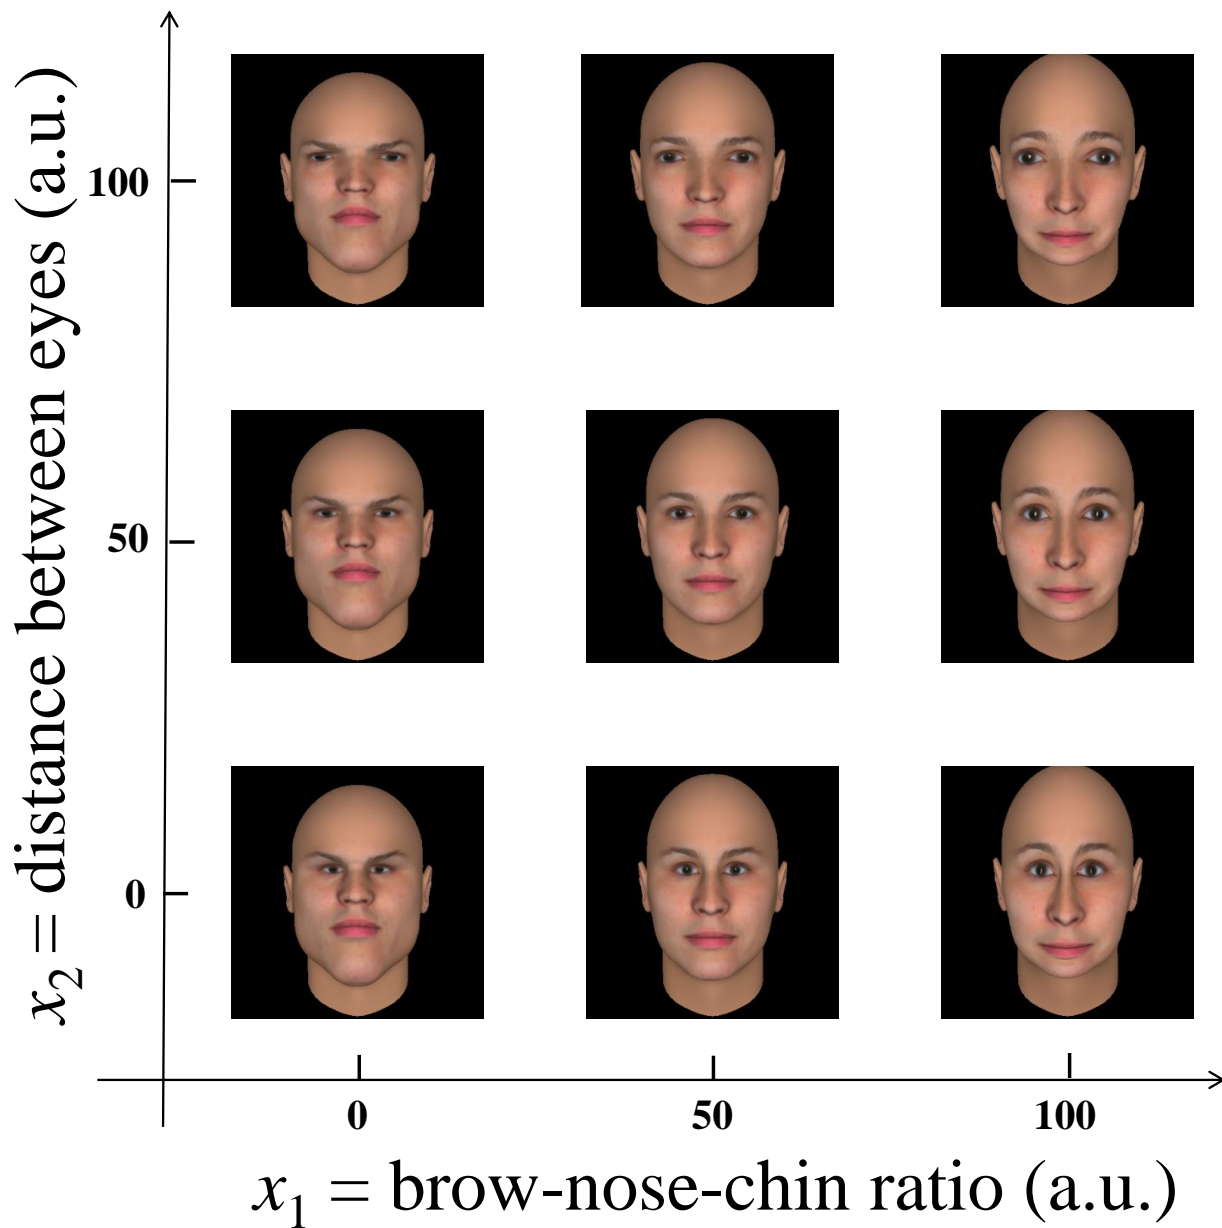 x2 = distance between eyes (a.u.)
100
50
0
0 50 100
x1 = brow-nose-chin ratio (a.u.)